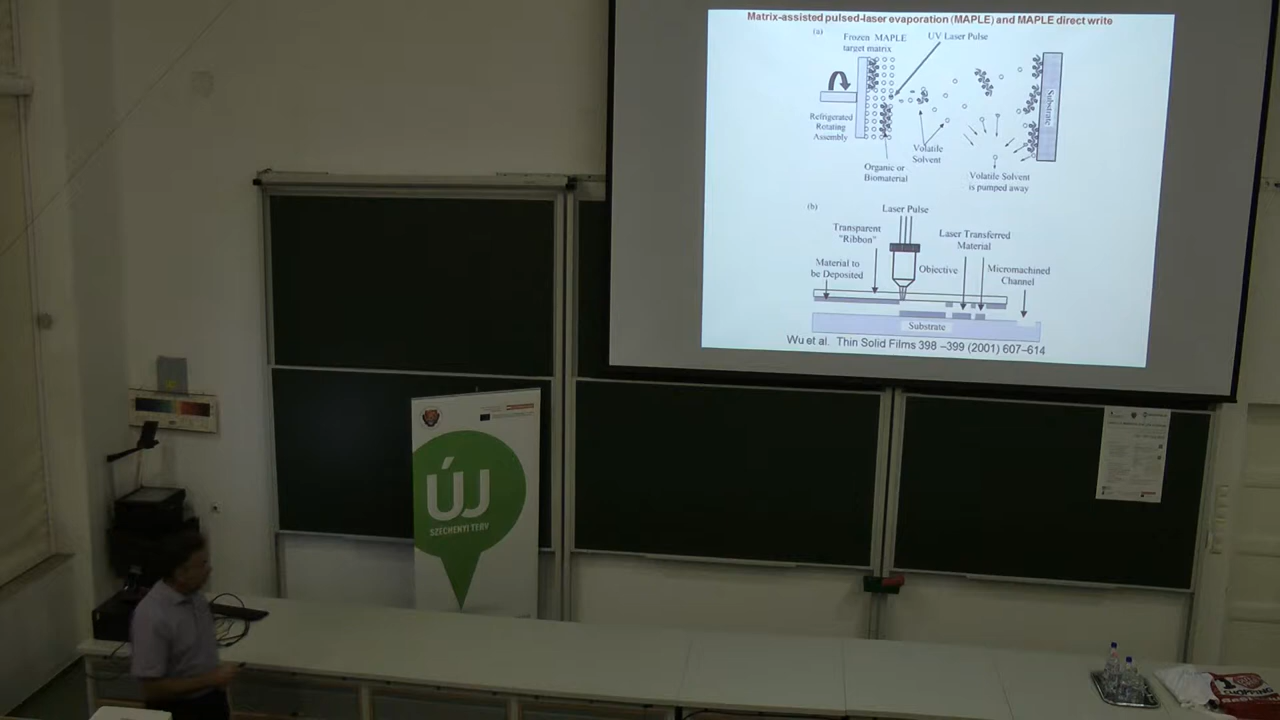 Matrix-assisted pulsed-laser evaporation (MAPLE) and MAPLE direct write
(a)
Frozen MAPLE
target matrix
UV Laser Pulse
Substrate
Refrigerated
Rotating
Assembly
Volatile
Solvent
Organic or
Biomaterial
Volatile Solvent
is pumped away
(b)
Laser Pulse
Transparent
"Ribbon"
Laser Transferred
Material
Material to
be Deposited
Objective
Micromachined
Channel
Substrate
Wu et al. Thin Solid Films 398 –399 (2001) 607–614
ÚJ
SZÉCHENYI TERV
I
SHOPPING